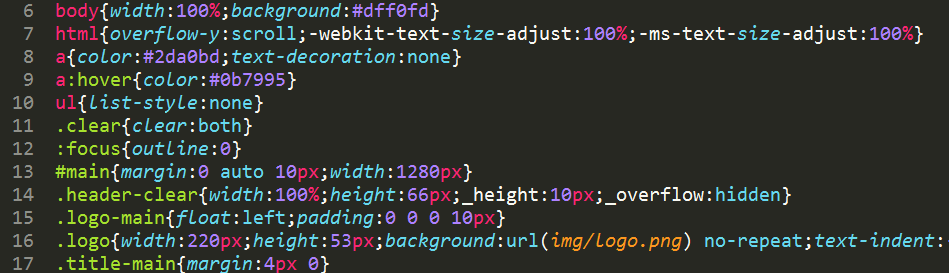 6 body{width:100%;background:#dff0fd}
7 html{overflow-y:scroll;-webkit-text-size-adjust:100%;-ms-text-size-adjust:100%}
8 a{color:#2da0bd;text-decoration:none}
9 a:hover{color:#0b7995}
10 ul{list-style:none}
11 .clear{clear:both}
12 :focus{outline:0}
13 #main{margin:0 auto 10px;width:1280px}
14 .header-clear{width:100%;height:66px;_height:10px;_overflow:hidden}
15 .logo-main{float:left;padding:0 0 0 10px}
16 .logo{width:220px;height:53px;background:url(img/logo.png) no-repeat;text-indent:
17 .title-main{margin:4px 0}